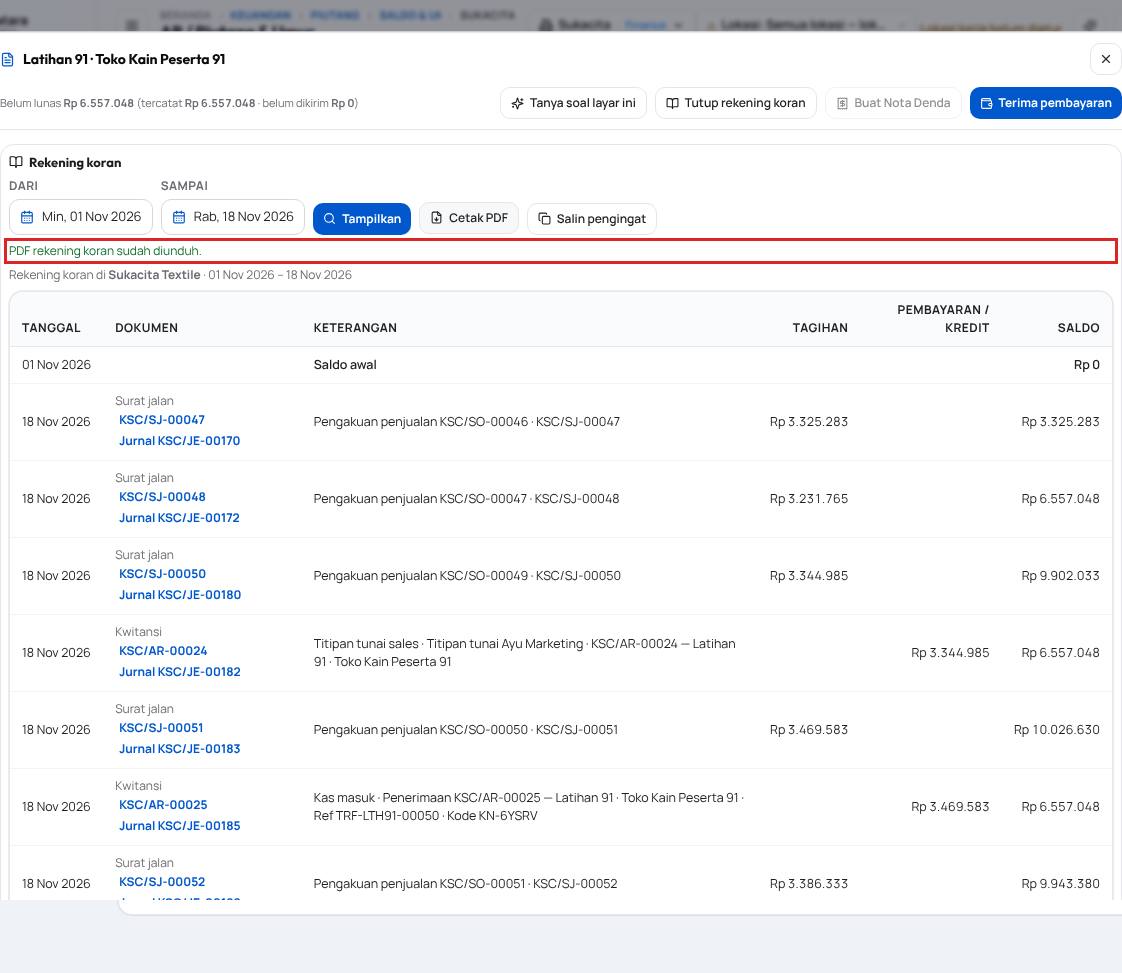 BERANDA KEUANGAN PIUTANG SUKACITA
Sukacita
Latihan 91 · Toko Kain Peserta 91
Belum lunas Rp 6.557.048 (tercatat Rp 6.557.048 · belum dikirim Rp 0)
Tanya soal layar ini
Tutup rekening koran
Buat Nota Denda
Terima pembayaran
Rekening koran
DARI
SAMPAI
Min, 01 Nov 2026
Rab, 18 Nov 2026
Tampilkan
Cetak PDF
Salin pengingat
PDF rekening koran sudah diunduh.
Rekening koran di Sukacita Textile · 01 Nov 2026 – 18 Nov 2026
TANGGAL DOKUMEN KETERANGAN TAGIHAN PEMBAYARAN / KREDIT SALDO
01 Nov 2026 Saldo awal Rp 0
Surat jalan
18 Nov 2026 KSC/SJ-00047 Pengakuan penjualan KSC/SO-00046 · KSC/SJ-00047 Rp 3.325.283 Rp 3.325.283
Jurnal KSC/JE-00170
Surat jalan
18 Nov 2026 KSC/SJ-00048 Pengakuan penjualan KSC/SO-00047 · KSC/SJ-00048 Rp 3.231.765 Rp 6.557.048
Jurnal KSC/JE-00172
Surat jalan
18 Nov 2026 KSC/SJ-00050 Pengakuan penjualan KSC/SO-00049 · KSC/SJ-00050 Rp 3.344.985 Rp 9.902.033
Jurnal KSC/JE-00180
Kwitansi
18 Nov 2026 KSC/AR-00024 Titipan tunai sales · Titipan tunai Ayu Marketing · KSC/AR-00024 — Latihan 91 · Toko Kain Peserta 91 Rp 3.344.985 Rp 6.557.048
Jurnal KSC/JE-00182
Surat jalan
18 Nov 2026 KSC/SJ-00051 Pengakuan penjualan KSC/SO-00050 · KSC/SJ-00051 Rp 3.469.583 Rp 10.026.630
Jurnal KSC/JE-00183
Kwitansi
18 Nov 2026 KSC/AR-00025 Kas masuk · Penerimaan KSC/AR-00025 — Latihan 91 · Toko Kain Peserta 91 · Ref TRF-LTH91-00050 · Kode KN-6YSRV Rp 3.469.583 Rp 6.557.048
Jurnal KSC/JE-00185
Surat jalan
18 Nov 2026 KSC/SJ-00052 Pengakuan penjualan KSC/SO-00051 · KSC/SJ-00052 Rp 3.386.333 Rp 9.943.380